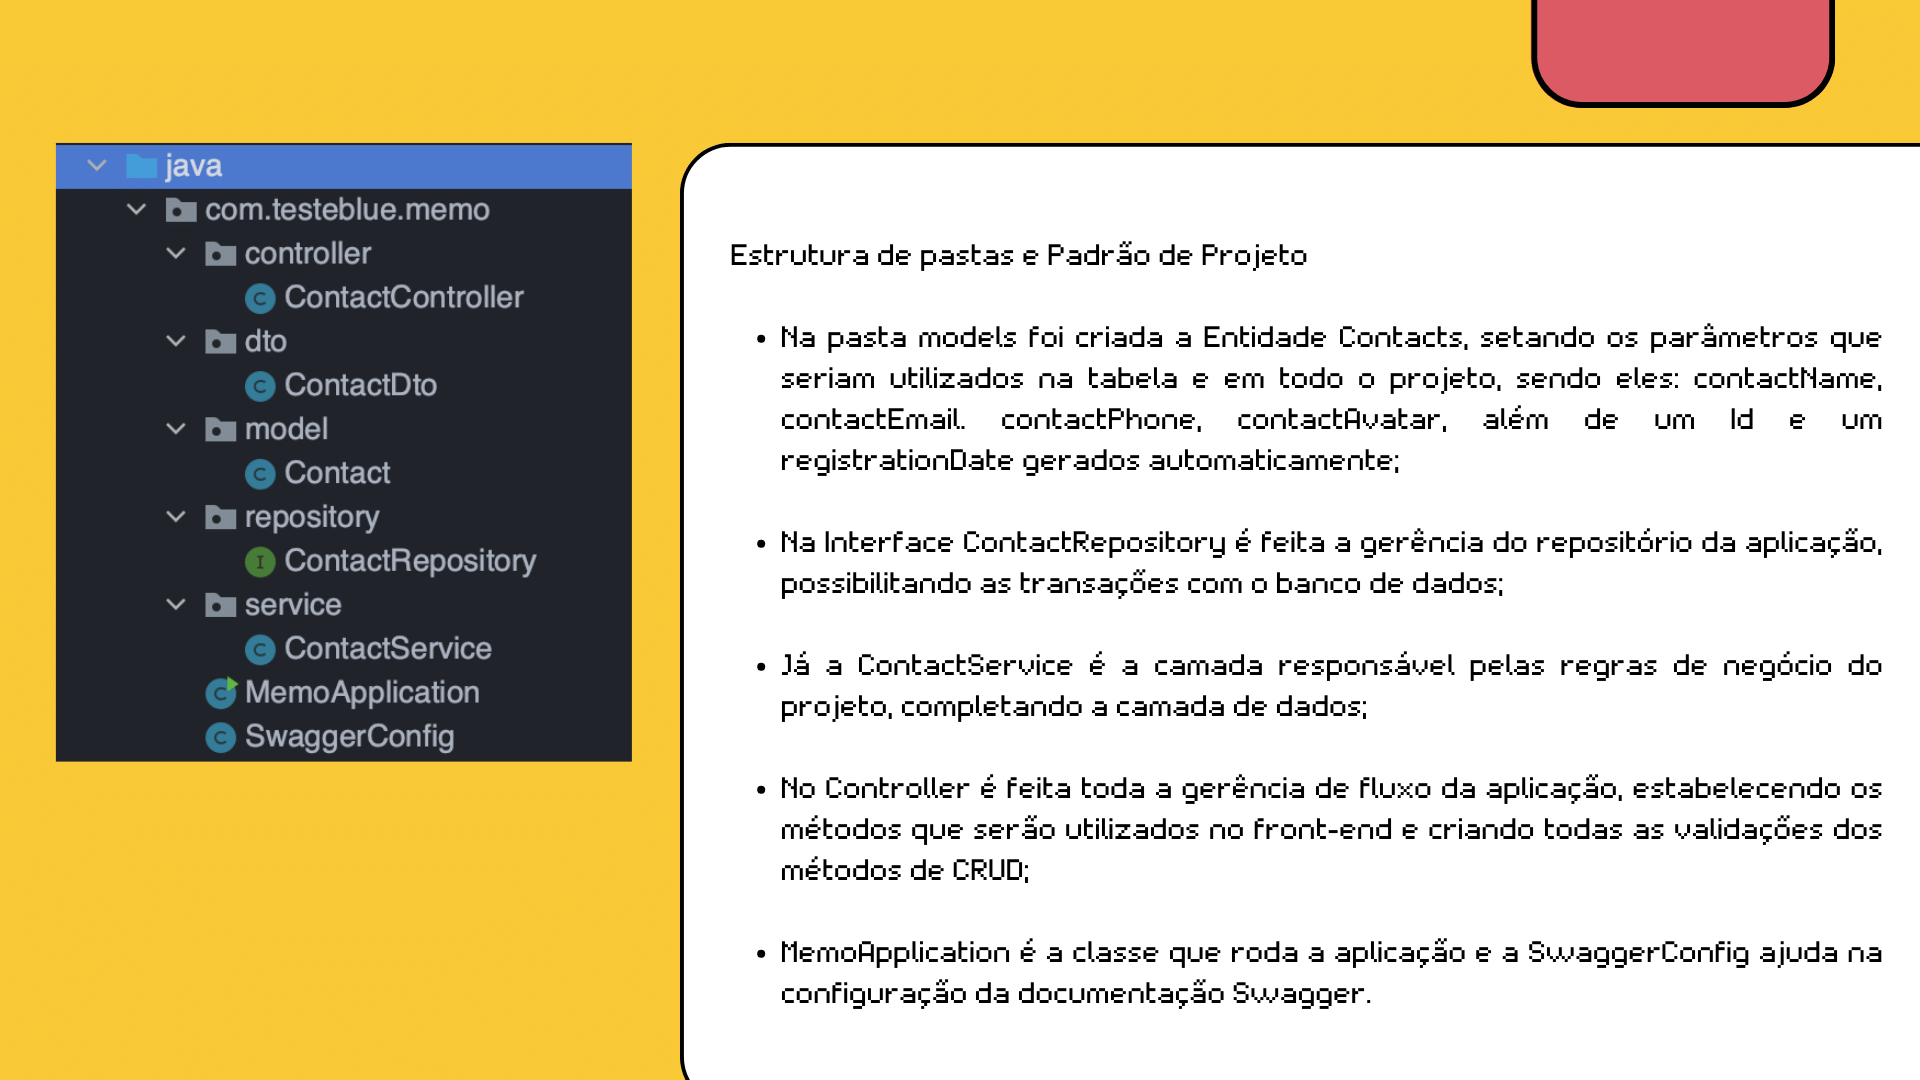 java
com.testeblue.memo
controller
ContactController
dto
ContactDto
model
Contact
repository
ContactRepository
service
ContactService
MemoApplication
SwaggerConfig
Estrutura de pastas e Padrão de Projeto
• Na pasta models foi criada a Entidade Contacts, setando os parâmetros que
seriam utilizados na tabela e em todo o projeto, sendo eles: contactName,
contactEmail. contactPhone, contactAvatar, além de um Id e um
registrationDate gerados automaticamente;
• Na Interface ContactRepository é feita a gerência do repositório da aplicação,
possibilitando as transações com o banco de dados;
• Já a ContactService é a camada responsável pelas regras de negócio do
projeto, completando a camada de dados;
• No Controller é feita toda a gerência de fluxo da aplicação, estabelecendo os
métodos que serão utilizados no front-end e criando todas as validações dos
métodos de CRUD;
• MemoApplication é a classe que roda a aplicação e a SwaggerConfig ajuda na
configuração da documentação Swagger.